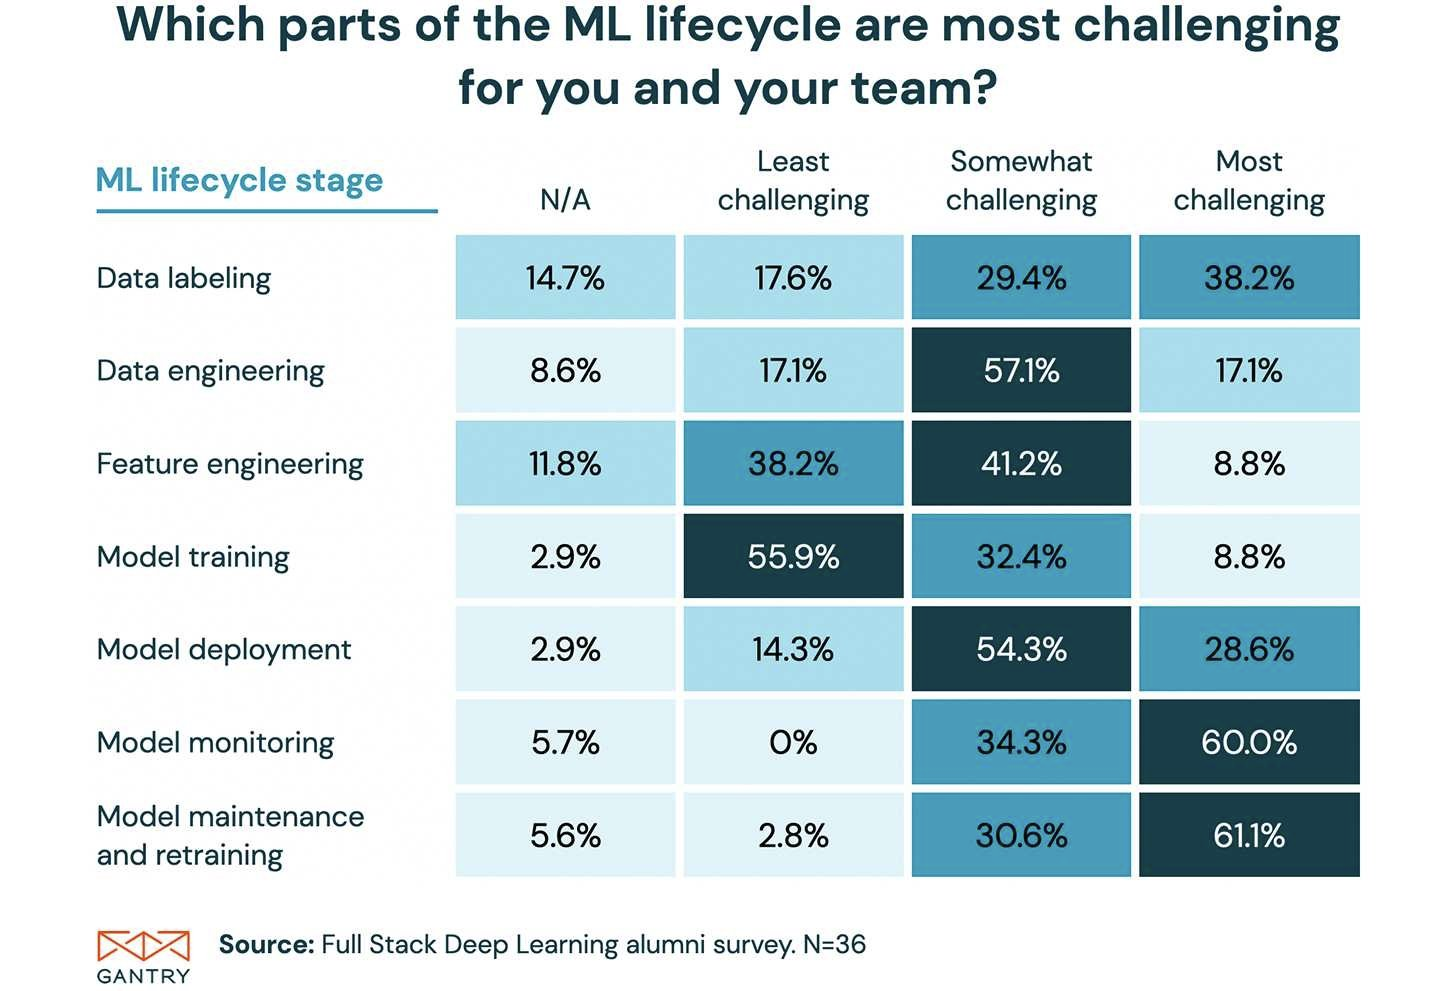 Which parts of the ML lifecycle are most challenging
for you and your team?
ML lifecycle stage
N/A
Least
challenging
Somewhat
challenging
Most
challenging
Data labeling 14.7% 17.6% 29.4% 38.2%
Data engineering 8.6% 17.1% 57.1% 17.1%
Feature engineering 11.8% 38.2% 41.2% 8.8%
Model training 2.9% 55.9% 32.4% 8.8%
Model deployment 2.9% 14.3% 54.3% 28.6%
Model monitoring 5.7% 0% 34.3% 60.0%
Model maintenance
and retraining 5.6% 2.8% 30.6% 61.1%
GANTRY
Source: Full Stack Deep Learning alumni survey. N=36